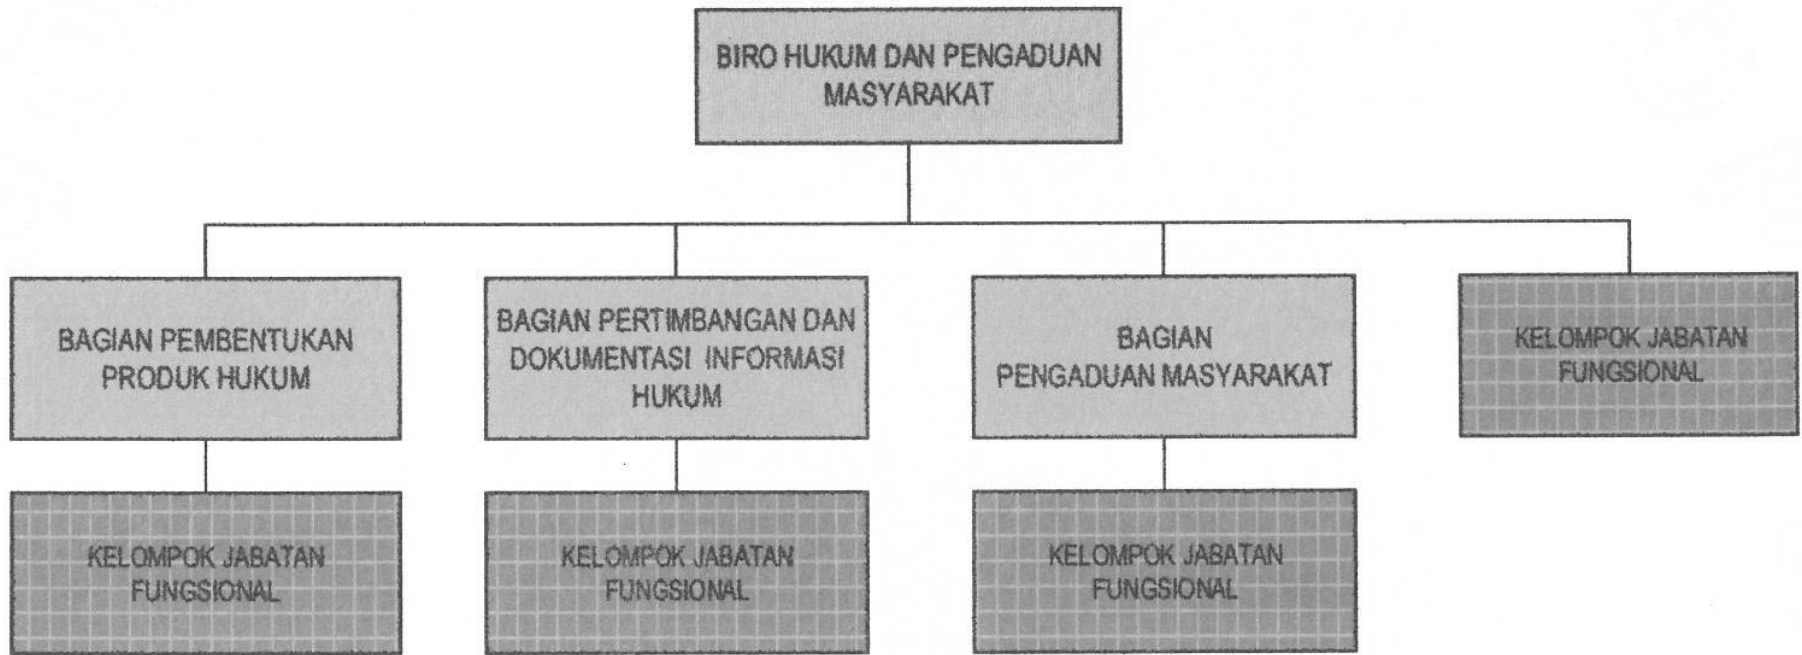 BIRO HUKUM DAN PENGADUAN
MASYARAKAT
BAGIAN PEMBENTUKAN
PRODUK HUKUM
BAGIAN PERTIMBANGAN DAN
DOKUMENTASI INFORMASI
HUKUM
BAGIAN
PENGADUAN MASYARAKAT
KELOMPOK JABATAN
FUNGSIONAL
KELOMPOK JABATAN
FUNGSIONAL
KELOMPOK JABATAN
FUNGSIONAL
KELOMPOK JABATAN
FUNGSIONAL